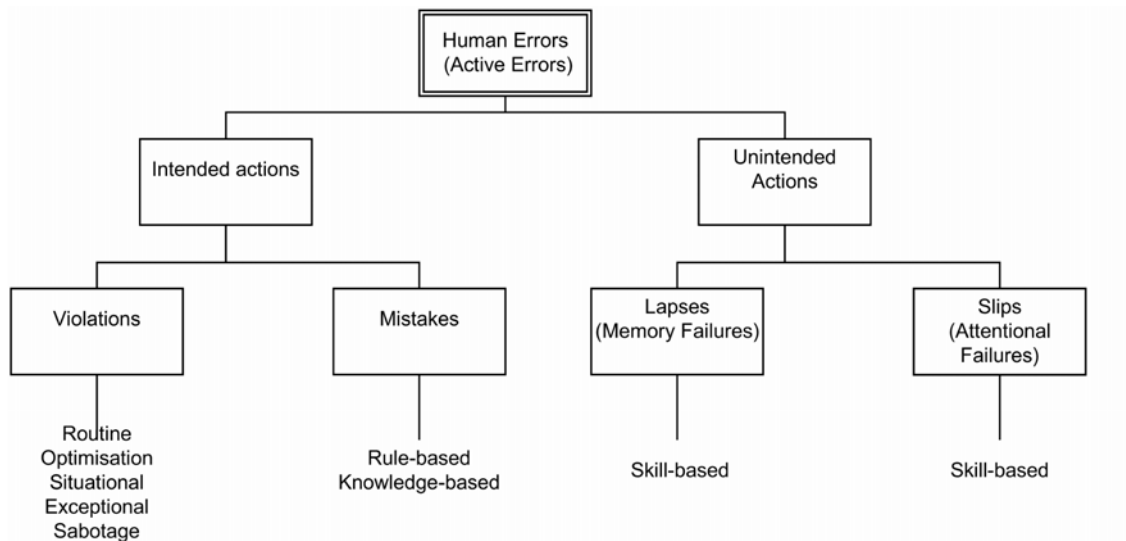 Human Errors
(Active Errors)
Intended actions
Unintended
Actions
Violations
Mistakes
Lapses
(Memory Failures)
Slips
(Attentional
Failures)
Routine
Optimisation
Situational
Exceptional
Sabotage
Rule-based
Knowledge-based
Skill-based
Skill-based